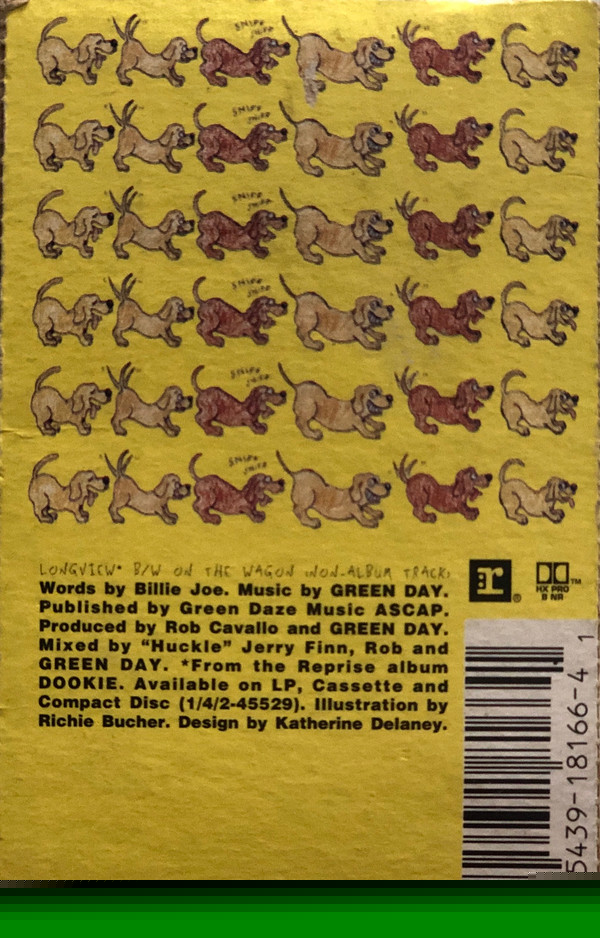 SNIFF SNIFF
SNIFF SNIFF
SNIFF SNIFF
SNIFF SNIFF
SNIFF SNIFF
SNIFF SNIFF
LONGVIEW* B/W ON THE WAGON (NON-ALBUM TRACK)
Words by Billie Joe. Music by GREEN DAY.
Published by Green Daze Music ASCAP.
Produced by Rob Cavallo and GREEN DAY.
Mixed by “Huckle” Jerry Finn, Rob and
GREEN DAY. *From the Reprise album
DOOKIE. Available on LP, Cassette and
Compact Disc (1/4/2-45529). Illustration by
Richie Bucher. Design by Katherine Delaney.
r ®
DD™
HX PRO
B NR
5439-18166-4 1